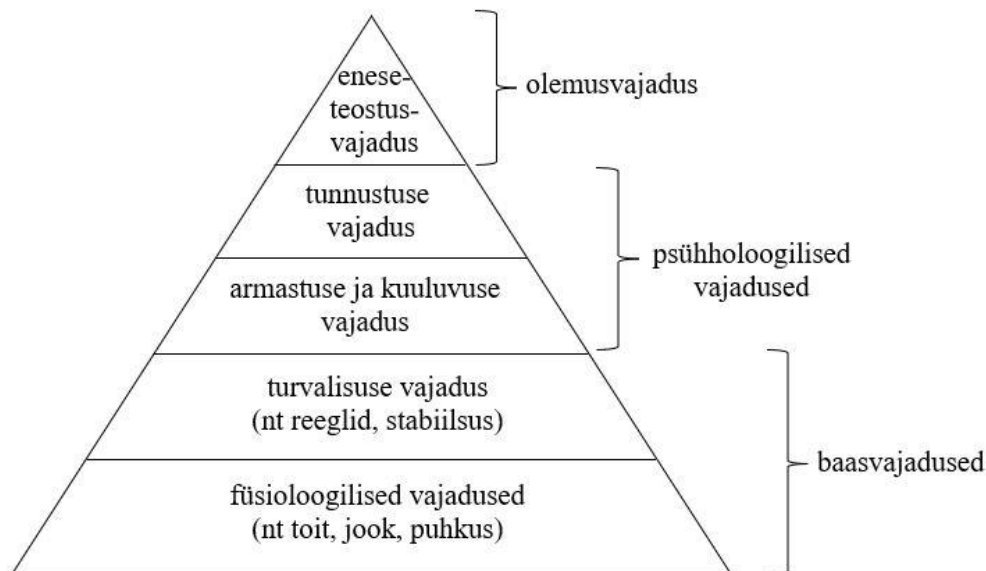 enese-
teostus-
vajadus
olemusvajadus
tunnustuse
vajadus
armastuse ja kuuluvuse
vajadus
psühholoogilised
vajadused
turvalisuse vajadus
(nt reeglid, stabiilsus)
füsioloogilised vajadused
(nt toit, jook, puhkus)
baasvajadused